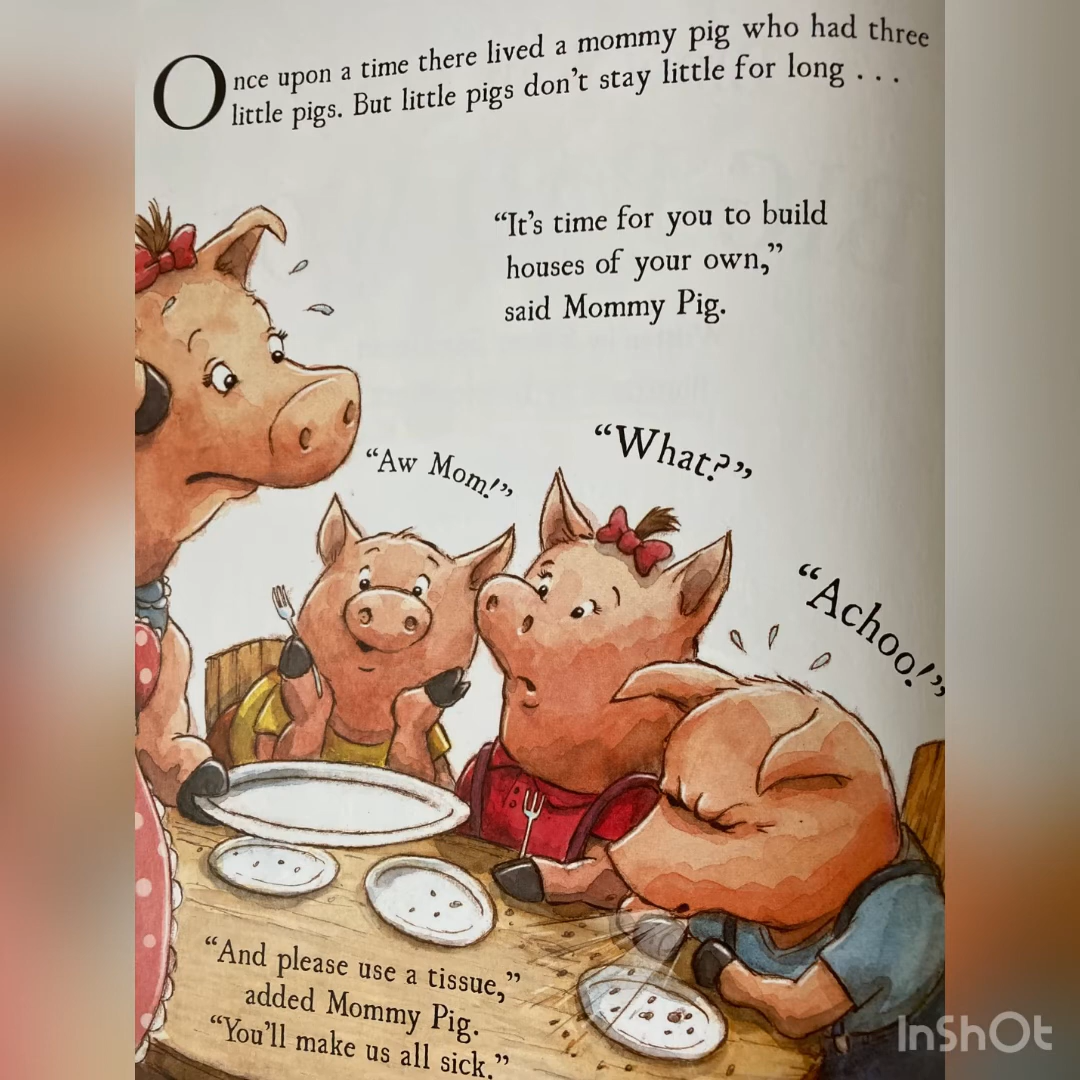 Once upon a time there lived a mommy pig who had three
little pigs. But little pigs don't stay little for long . . .
“It's time for you to build
houses of your own,”
said Mommy Pig.
“Aw Mom!”
“What?”
“Achoo!”
“And please use a tissue,”
added Mommy Pig.
“You'll make us all sick.”
InShOt